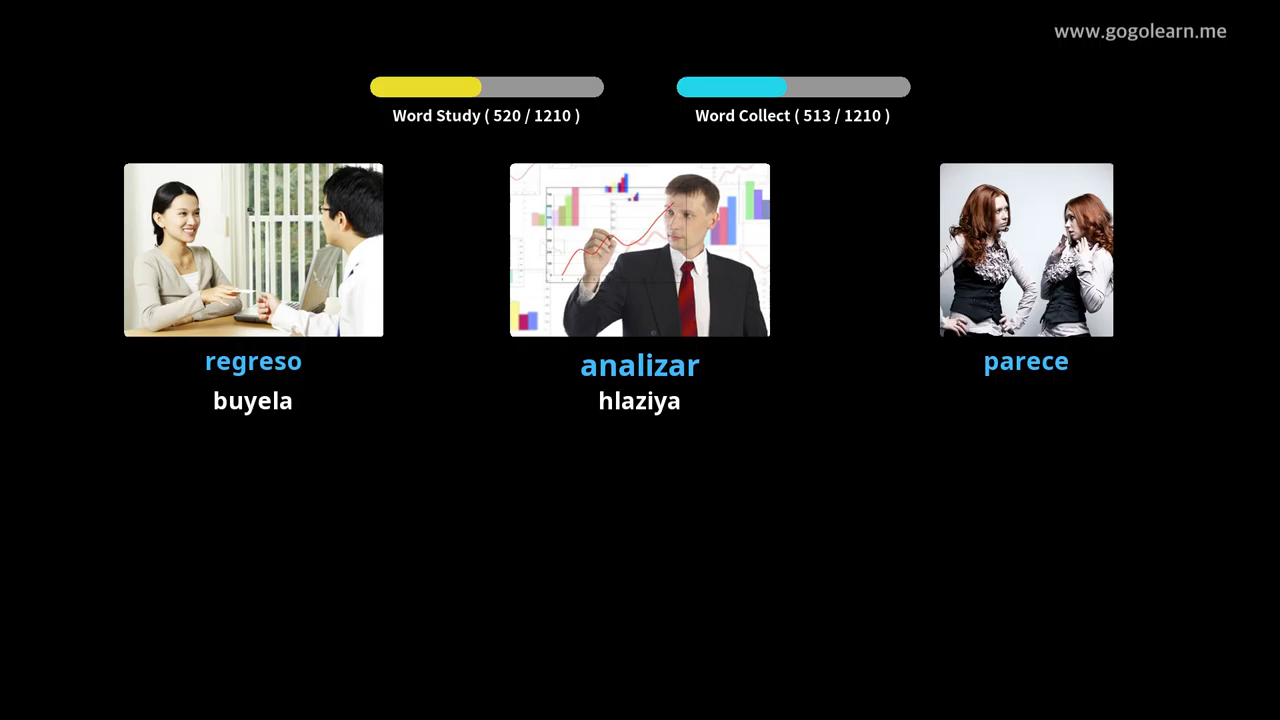 www.gogolearn.me
Word Study ( 520 / 1210 )
Word Collect ( 513 / 1210 )
regreso
analizar
parece
buyela
hlaziya